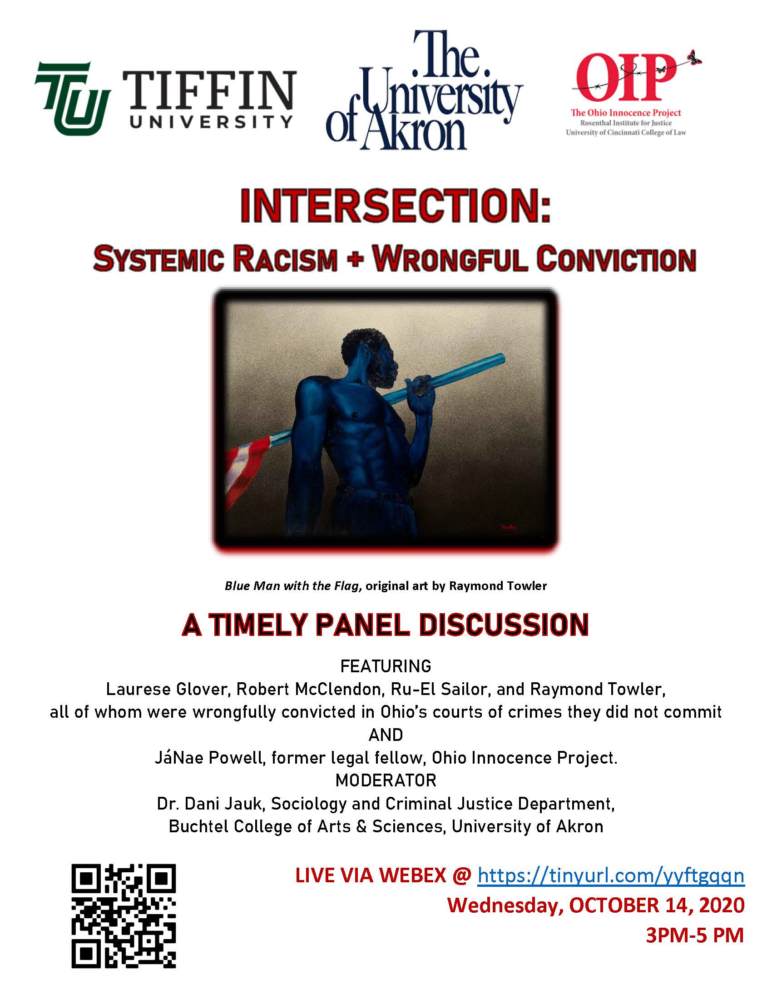 TU TIFFIN
UNIVERSITY
The
University
of Akron
OIP
The Ohio Innocence Project
Rosenthal Institute for Justice
University of Cincinnati College of Law
INTERSECTION:
SYSTEMIC RACISM + WRONGFUL CONVICTION
Towler
Blue Man with the Flag, original art by Raymond Towler
A TIMELY PANEL DISCUSSION
FEATURING
Laurese Glover, Robert McClendon, Ru-El Sailor, and Raymond Towler,
all of whom were wrongfully convicted in Ohio's courts of crimes they did not commit
AND
JáNae Powell, former legal fellow, Ohio Innocence Project.
MODERATOR
Dr. Dani Jauk, Sociology and Criminal Justice Department,
Buchtel College of Arts & Sciences, University of Akron
LIVE VIA WEBEX @ https://tinyurl.com/yyftgqqn
Wednesday, OCTOBER 14, 2020
3PM-5 PM